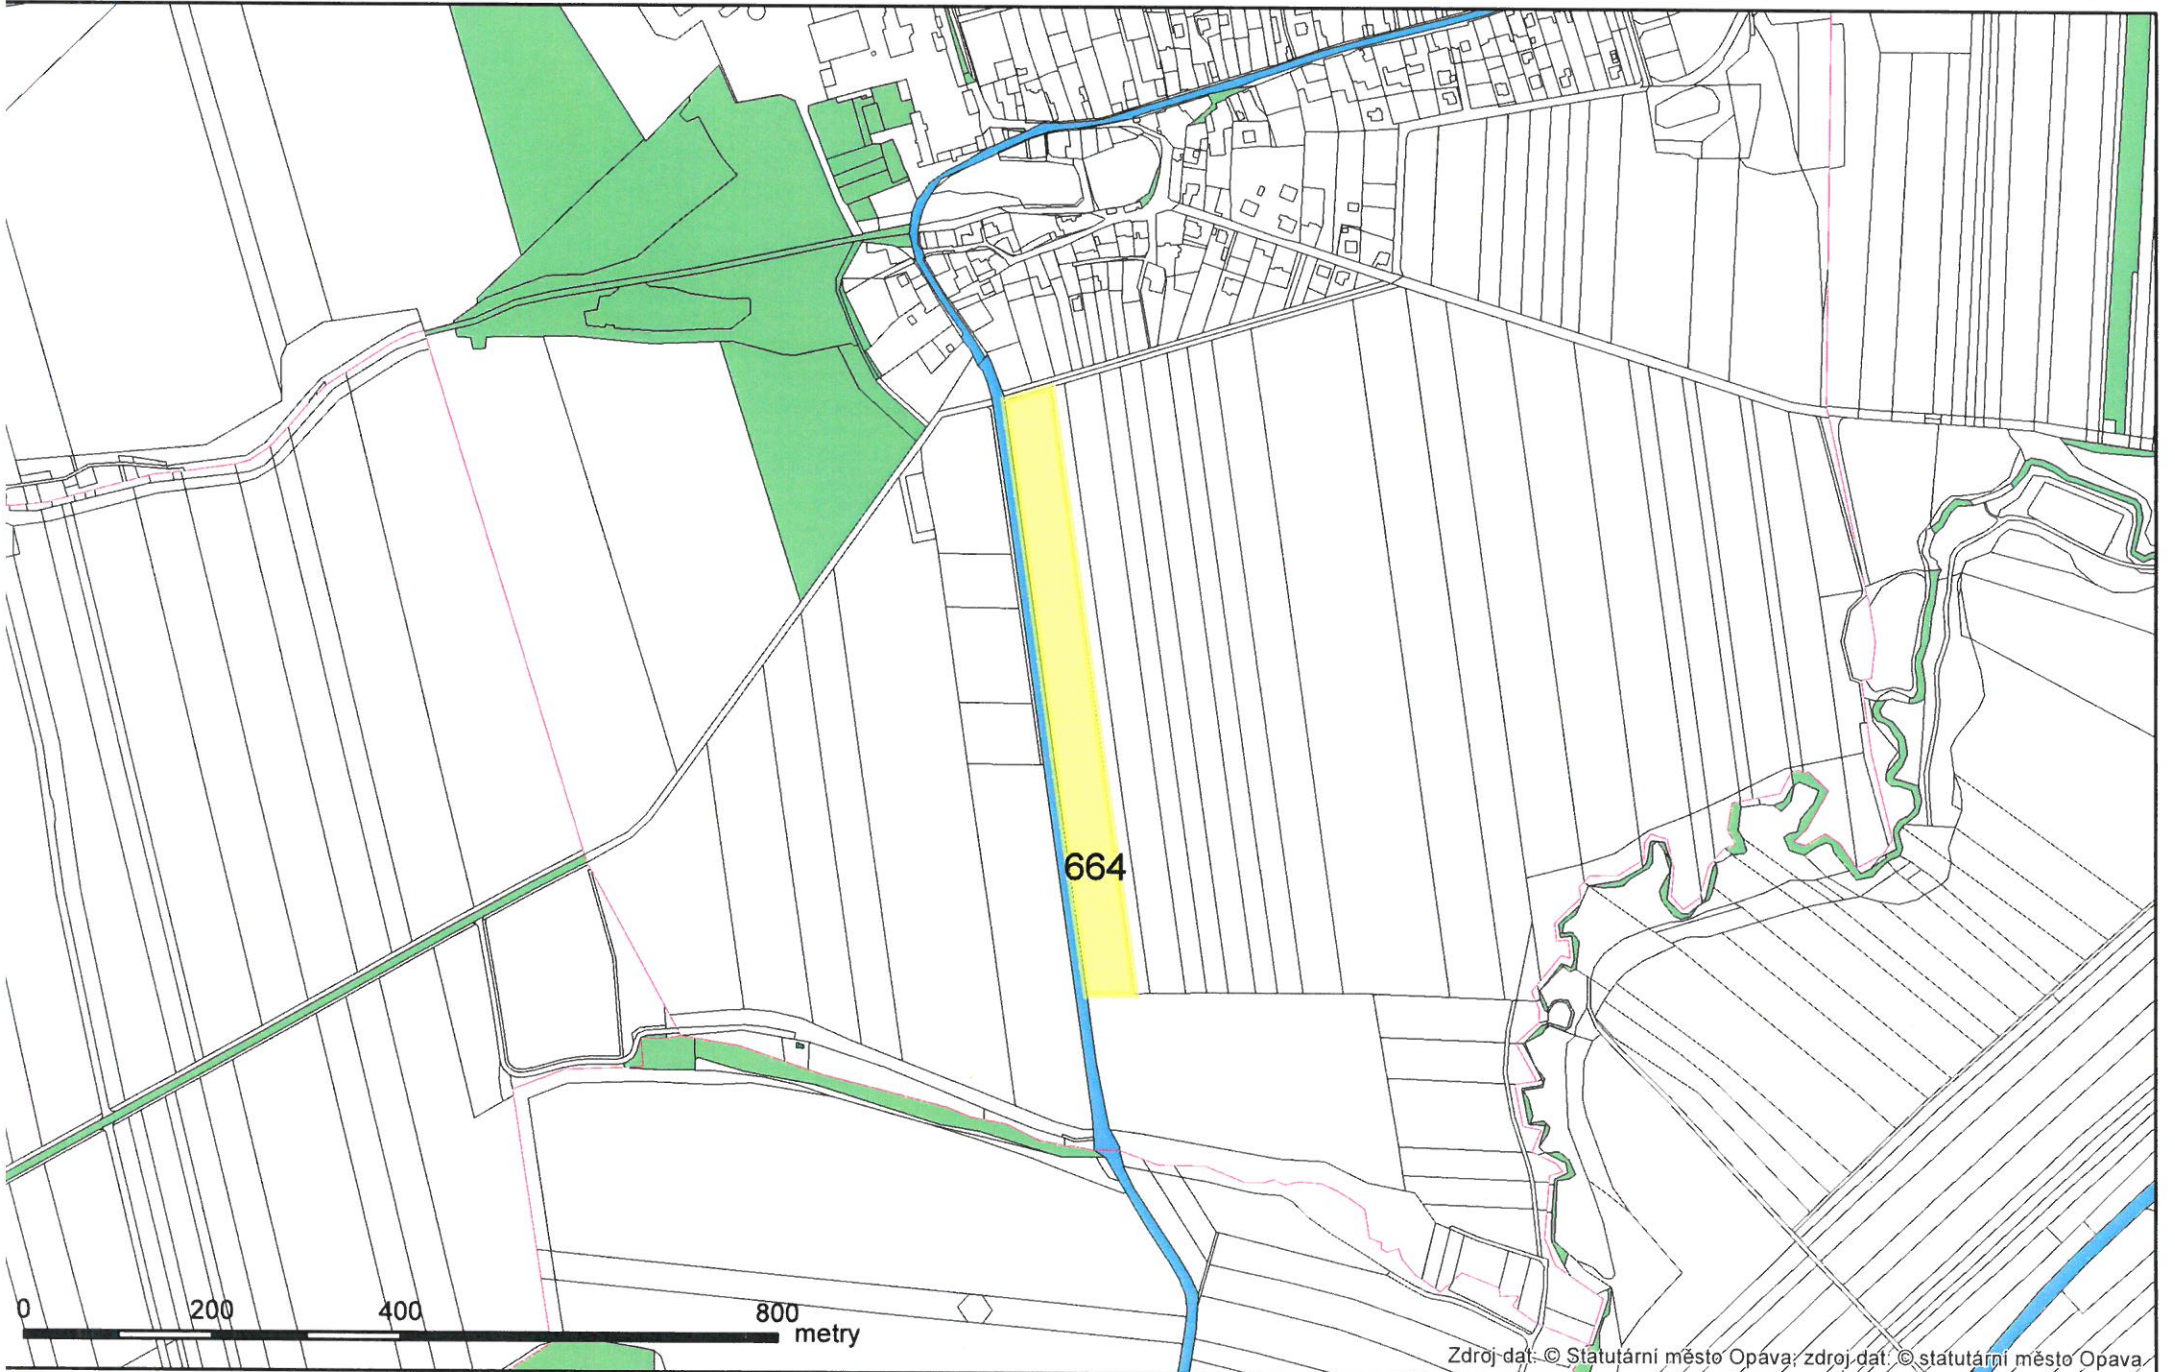 664
0 200 400 800
metry
Zdroj dat: © Statutární město Opava; zdroj dat: © statutární město Opava